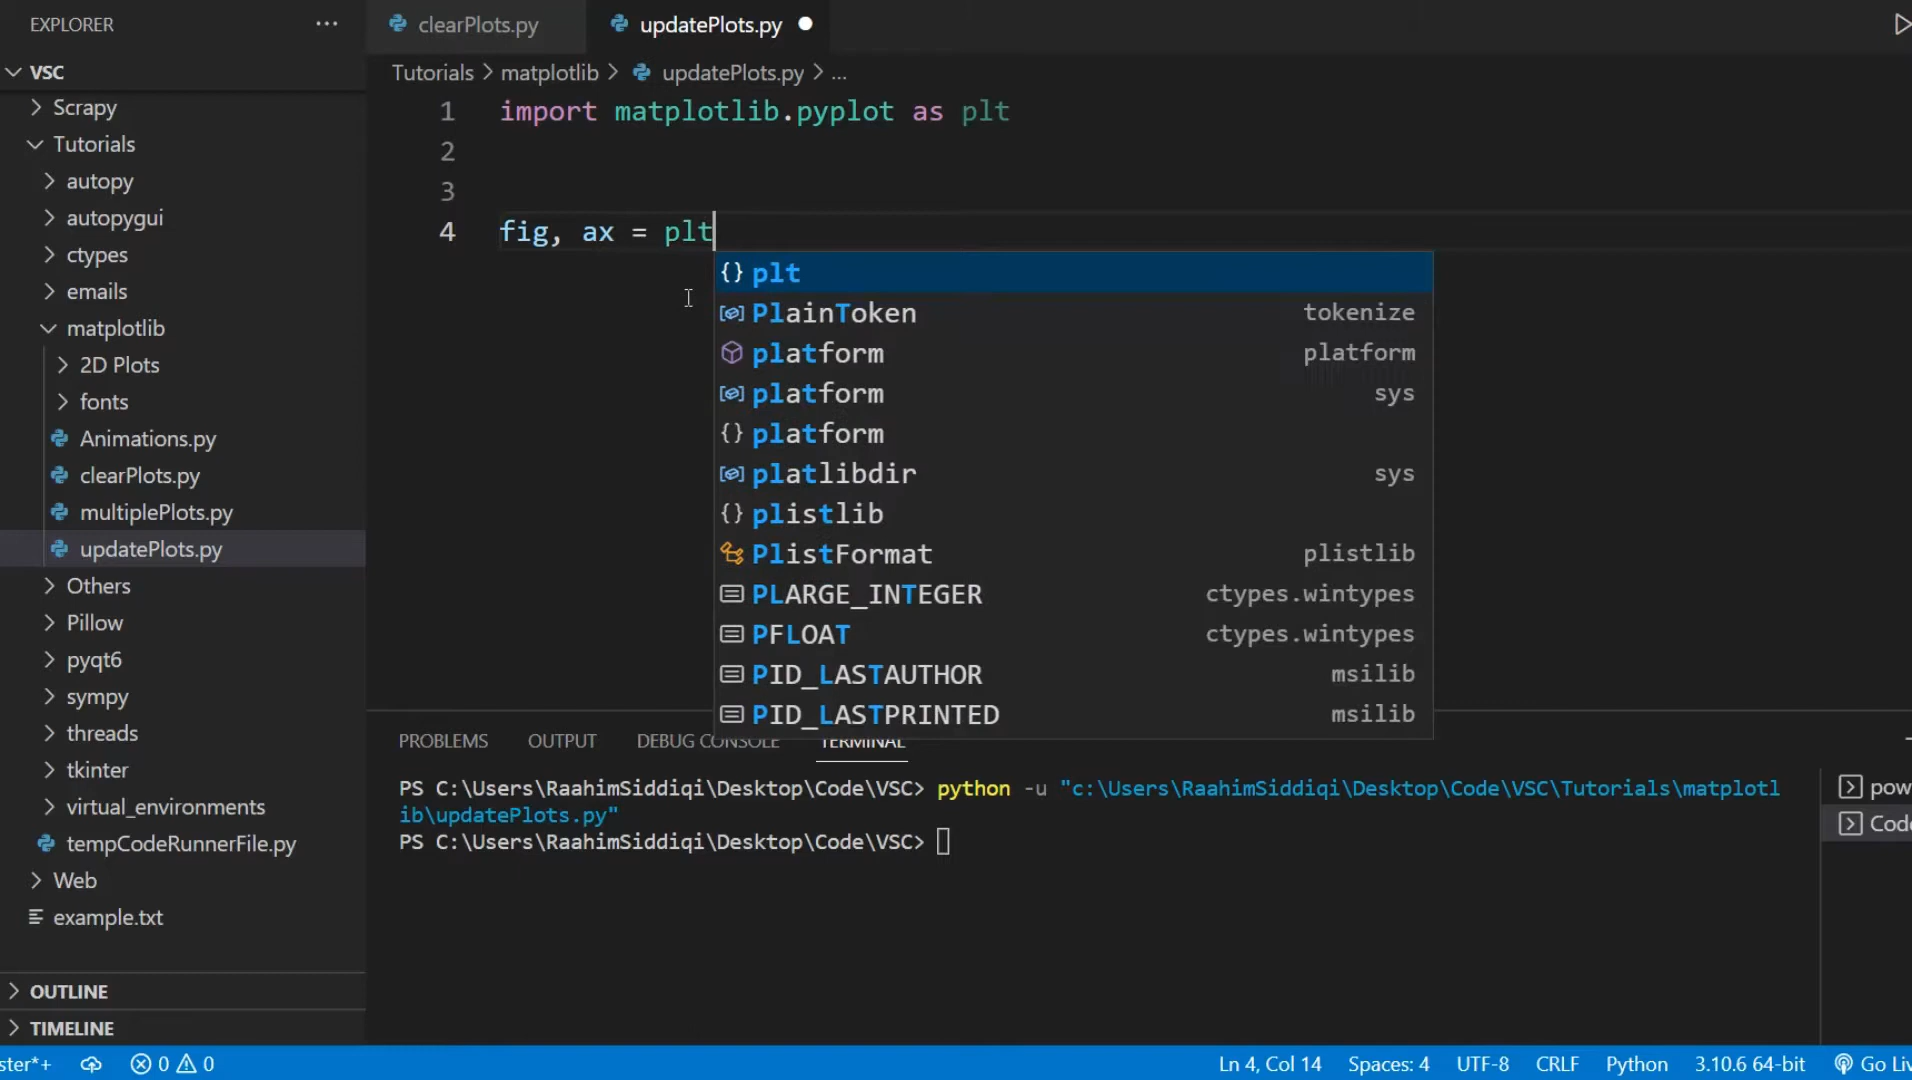 EXPLORER ...
VSC
Scrapy
Tutorials
autopy
autopygui
ctypes
emails
matplotlib
2D Plots
fonts
Animations.py
clearPlots.py
multiplePlots.py
updatePlots.py
Others
Pillow
pyqt6
sympy
threads
tkinter
virtual_environments
tempCodeRunnerFile.py
Web
example.txt
OUTLINE
TIMELINE
clearPlots.py updatePlots.py
Tutorials > matplotlib > updatePlots.py > ...
1 import matplotlib.pyplot as plt
2
3
4 fig, ax = plt
{} plt
PlainToken tokenize
platform platform
platform sys
{} platform
platlibdir sys
{} plistlib
PlistFormat plistlib
PLARGE_INTEGER ctypes.wintypes
PFLOAT ctypes.wintypes
PID_LASTAUTHOR msilib
PID_LASTPRINTED msilib
PROBLEMS OUTPUT DEBUG CONSOLE TERMINAL
PS C:\Users\RaahimSiddiqi\Desktop\Code\VSC> python -u "c:\Users\RaahimSiddiqi\Desktop\Code\VSC\Tutorials\matplotl
ib\updatePlots.py"
PS C:\Users\RaahimSiddiqi\Desktop\Code\VSC>
pow
Code
ster*+ 0 0 Ln 4, Col 14 Spaces: 4 UTF-8 CRLF Python 3.10.6 64-bit Go Liv